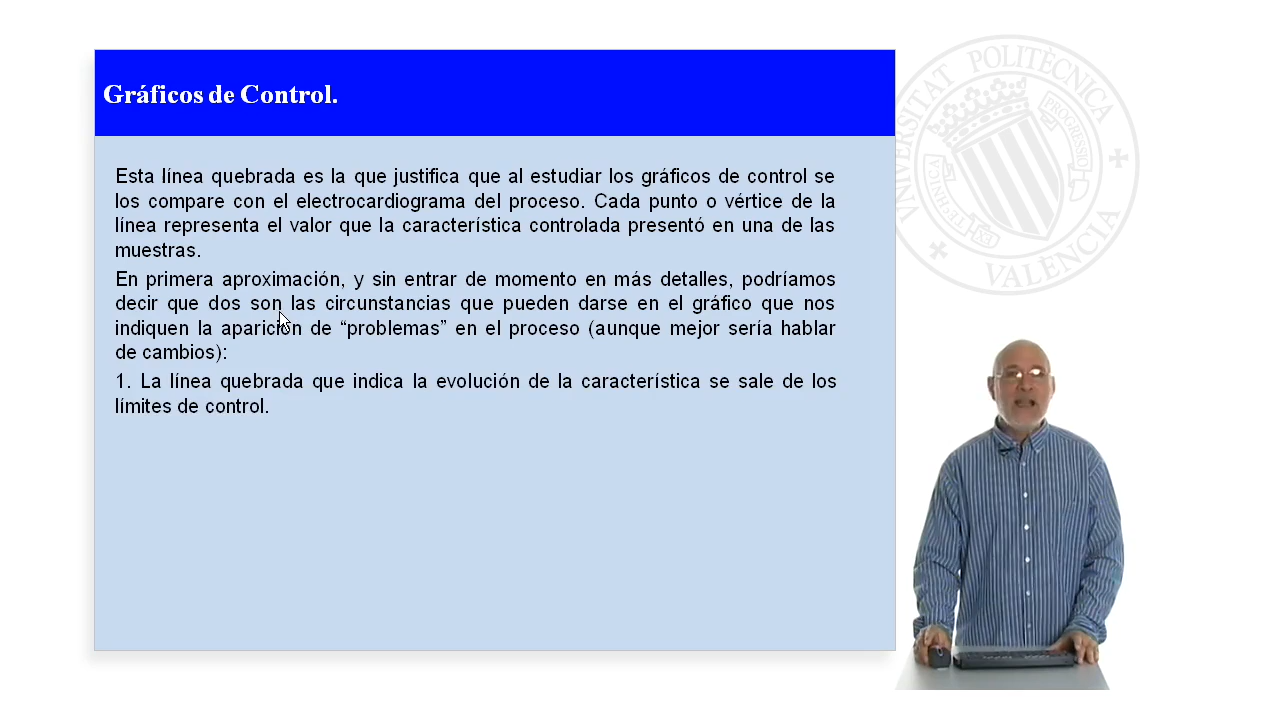 Gráficos de Control.
Esta línea quebrada es la que justifica que al estudiar los gráficos de control se
los compare con el electrocardiograma del proceso. Cada punto o vértice de la
línea representa el valor que la característica controlada presentó en una de las
muestras.
En primera aproximación, y sin entrar de momento en más detalles, podríamos
decir que dos son las circunstancias que pueden darse en el gráfico que nos
indiquen la aparición de “problemas” en el proceso (aunque mejor sería hablar
de cambios):
1. La línea quebrada que indica la evolución de la característica se sale de los
límites de control.
UNIVERSITAT POLITÈCNICA
VALÈNCIA